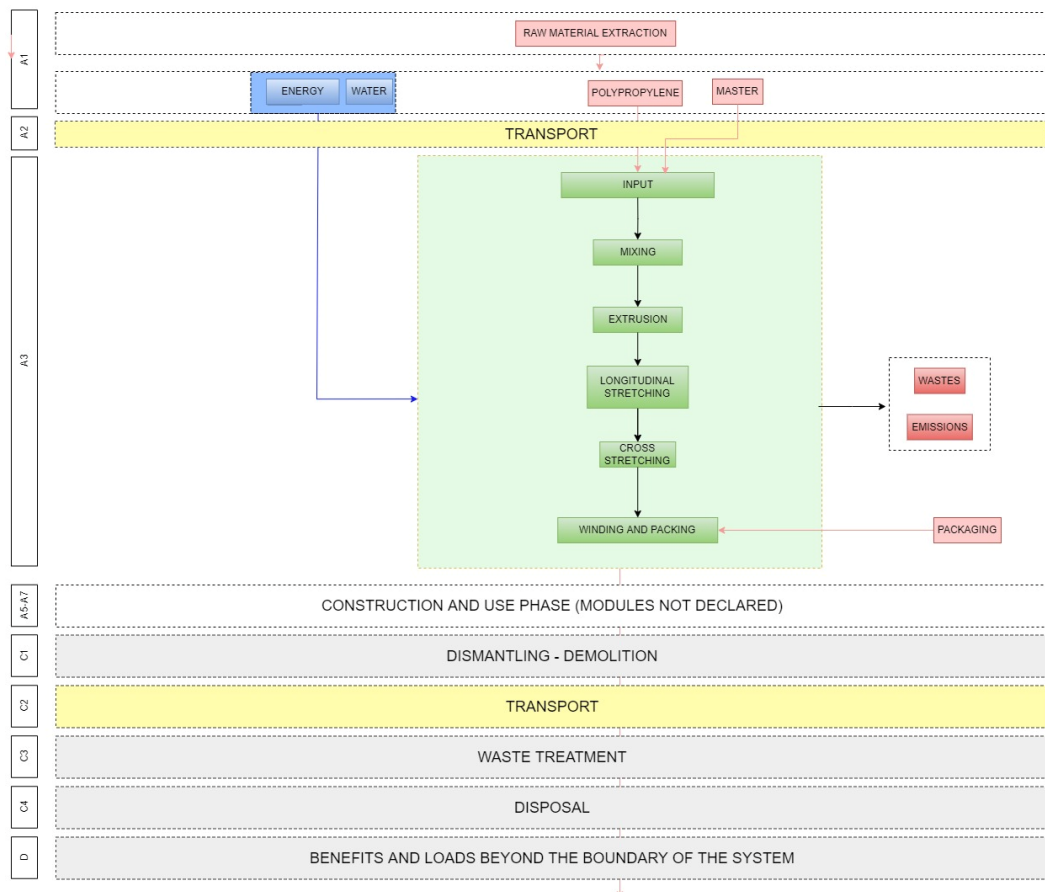 A1
RAW MATERIAL EXTRACTION
ENERGY
WATER
POLYPROPYLENE
MASTER
A2
TRANSPORT
A3
INPUT
MIXING
EXTRUSION
LONGITUDINAL
STRETCHING
CROSS
STRETCHING
WINDING AND PACKING
WASTES
EMISSIONS
PACKAGING
A5-A7
CONSTRUCTION AND USE PHASE (MODULES NOT DECLARED)
C1
DISMANTLING - DEMOLITION
C2
TRANSPORT
C3
WASTE TREATMENT
C4
DISPOSAL
D
BENEFITS AND LOADS BEYOND THE BOUNDARY OF THE SYSTEM